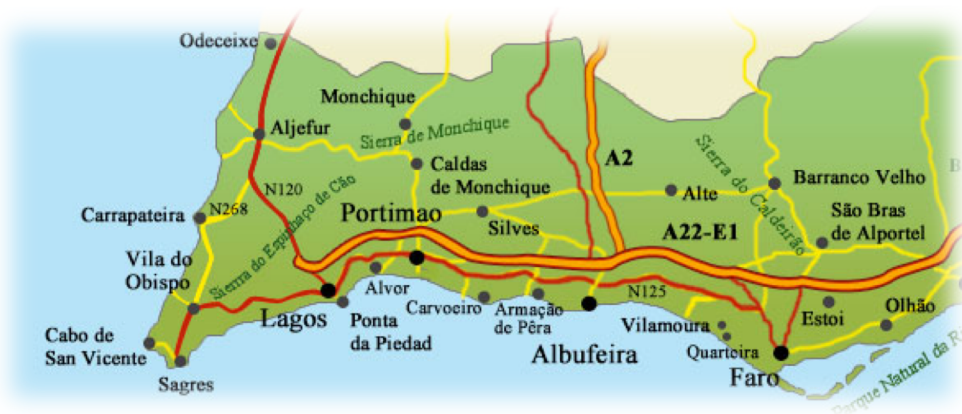 Odeceixe
Monchique
Aljefur
Sierra de Monchique
A2
Caldas
de Monchique
Sierra do Caldeirão
Barranco Velho
B
N120
Alte
Carrapateira
N268
Sierra do Espinhaço de Cão
Portimao
Silves
A22-E1
São Bras
de Alportel
Vila do
Obispo
Alvor
Carvoeiro
Armação
de Pêra
N125
Estoi
Olhão
Lagos
Ponta
da Piedad
Vilamoura
Cabo de
San Vicente
Albufeira
Quarteira
Sagres
Faro
Parque Natural da Ri